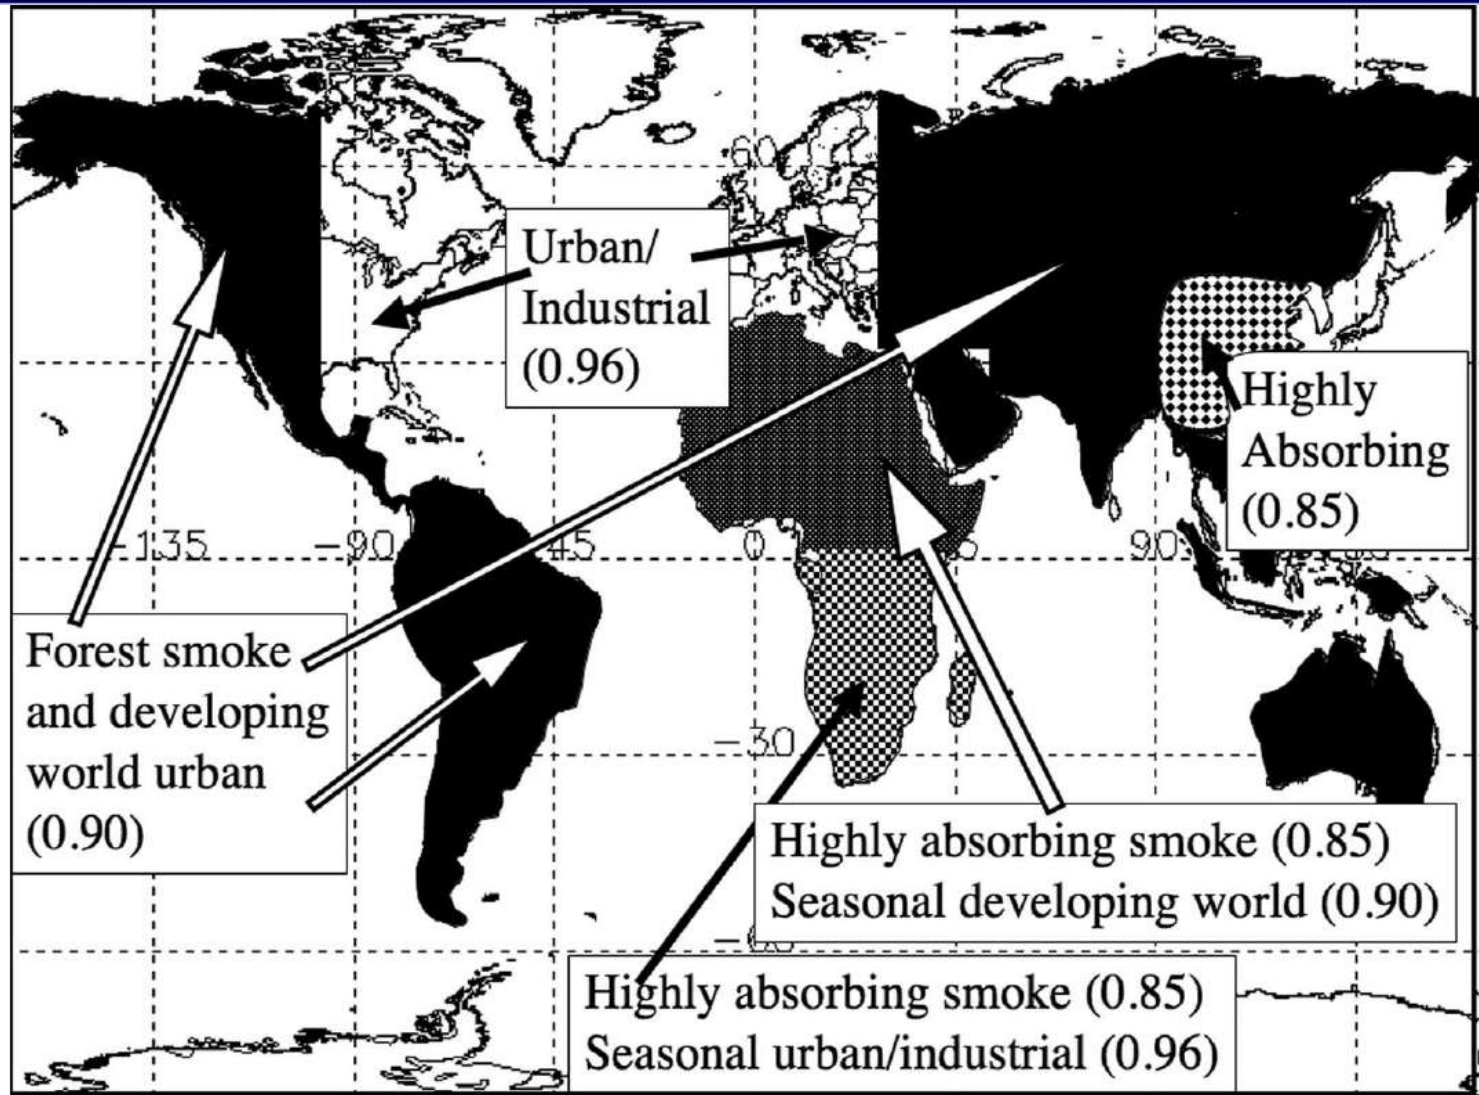 60
Urban/
Industrial
(0.96)
Highly
Absorbing
(0.85)
-135
-90
45
0
90
Forest smoke
and developing
world urban
(0.90)
-30
Highly absorbing smoke (0.85)
Seasonal developing world (0.90)
Highly absorbing smoke (0.85)
Seasonal urban/industrial (0.96)